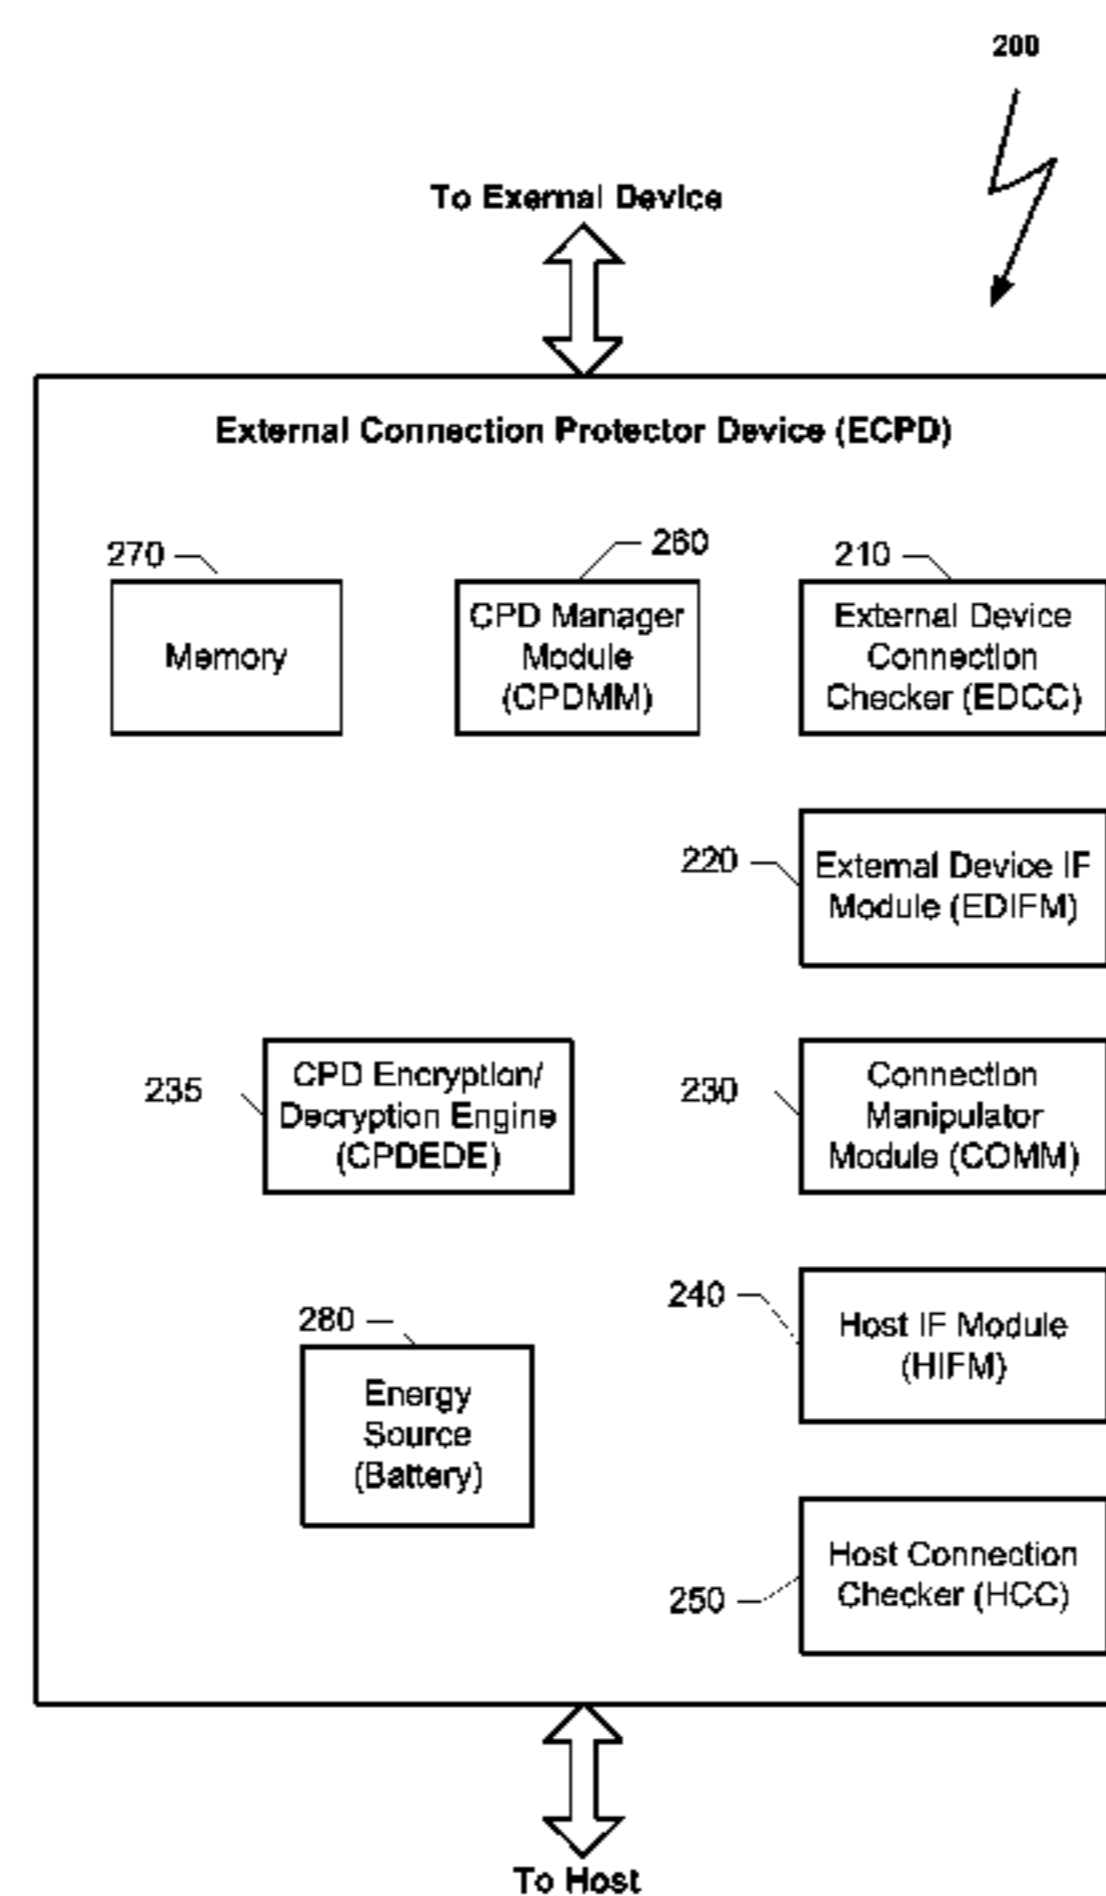 200
To Exernal Device
External Connection Protector Device (ECPD)
270
Memory
260
CPD Manager
Module
(CPDMM)
210
External Device
Connection
Checker (EDCC)
220
External Device IF
Module (EDIFM)
235
CPD Encryption/
Decryption Engine
(CPDEDE)
230
Connection
Manipulator
Module (COMM)
240
Host IF Module
(HIFM)
280
Energy
Source
(Battery)
250
Host Connection
Checker (HCC)
To Host